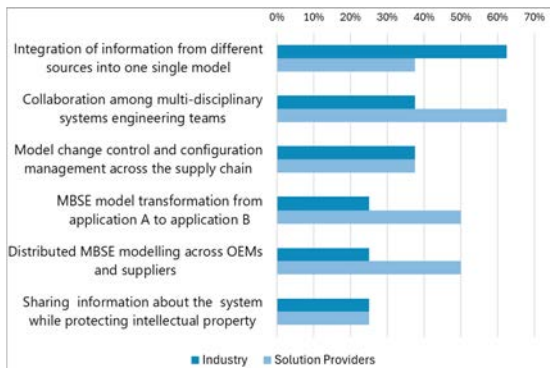 0% 10% 20% 30% 40% 50% 60% 70%
Integration of information from different
sources into one single model
Collaboration among multi-disciplinary
systems engineering teams
Model change control and configuration
management across the supply chain
MBSE model transformation from
application A to application B
Distributed MBSE modelling across OEMs
and suppliers
Sharing information about the system
while protecting intellectual property
Industry Solution Providers